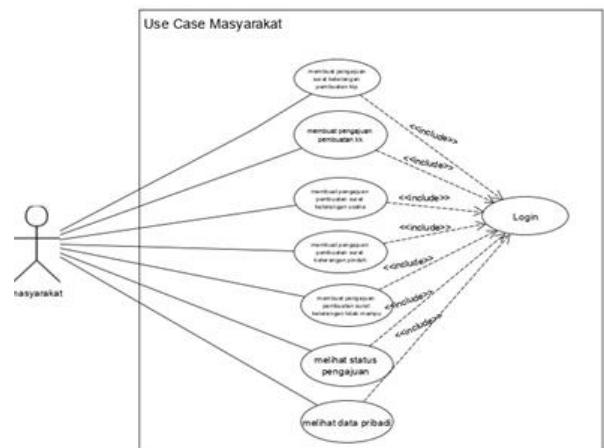 Use Case Masyarakat
membuat pengajuan
surat keterangan
pembuatan ktp
<<include>>
membuat pengajuan
pembuatan kk
<<include>>
membuat pengajuan
pembuatan surat
keterangan usaha
<<include>>
Login
membuat pengajuan
pembuatan surat
keterangan pindah
<<include>>
<<include>>
masyarakat
membuat pengajuan
pembuatan surat
keterangan tidak mampu
<<include>>
<<include>>
melihat status
pengajuan
melihat data pribadi